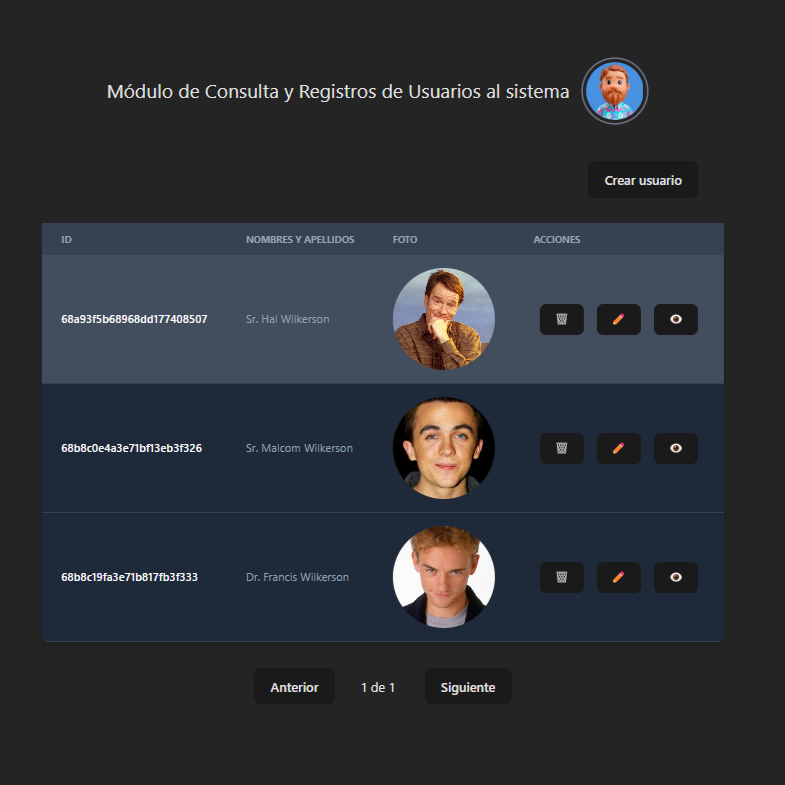 Módulo de Consulta y Registros de Usuarios al sistema
Crear usuario
ID NOMBRES Y APELLIDOS FOTO ACCIONES
68a93f5b68968dd177408507 Sr. Hal Wilkerson
68b8c0e4a3e71bf13eb3f326 Sr. Malcom Wilkerson
68b8c19fa3e71b817fb3f333 Dr. Francis Wilkerson
Anterior 1 de 1 Siguiente